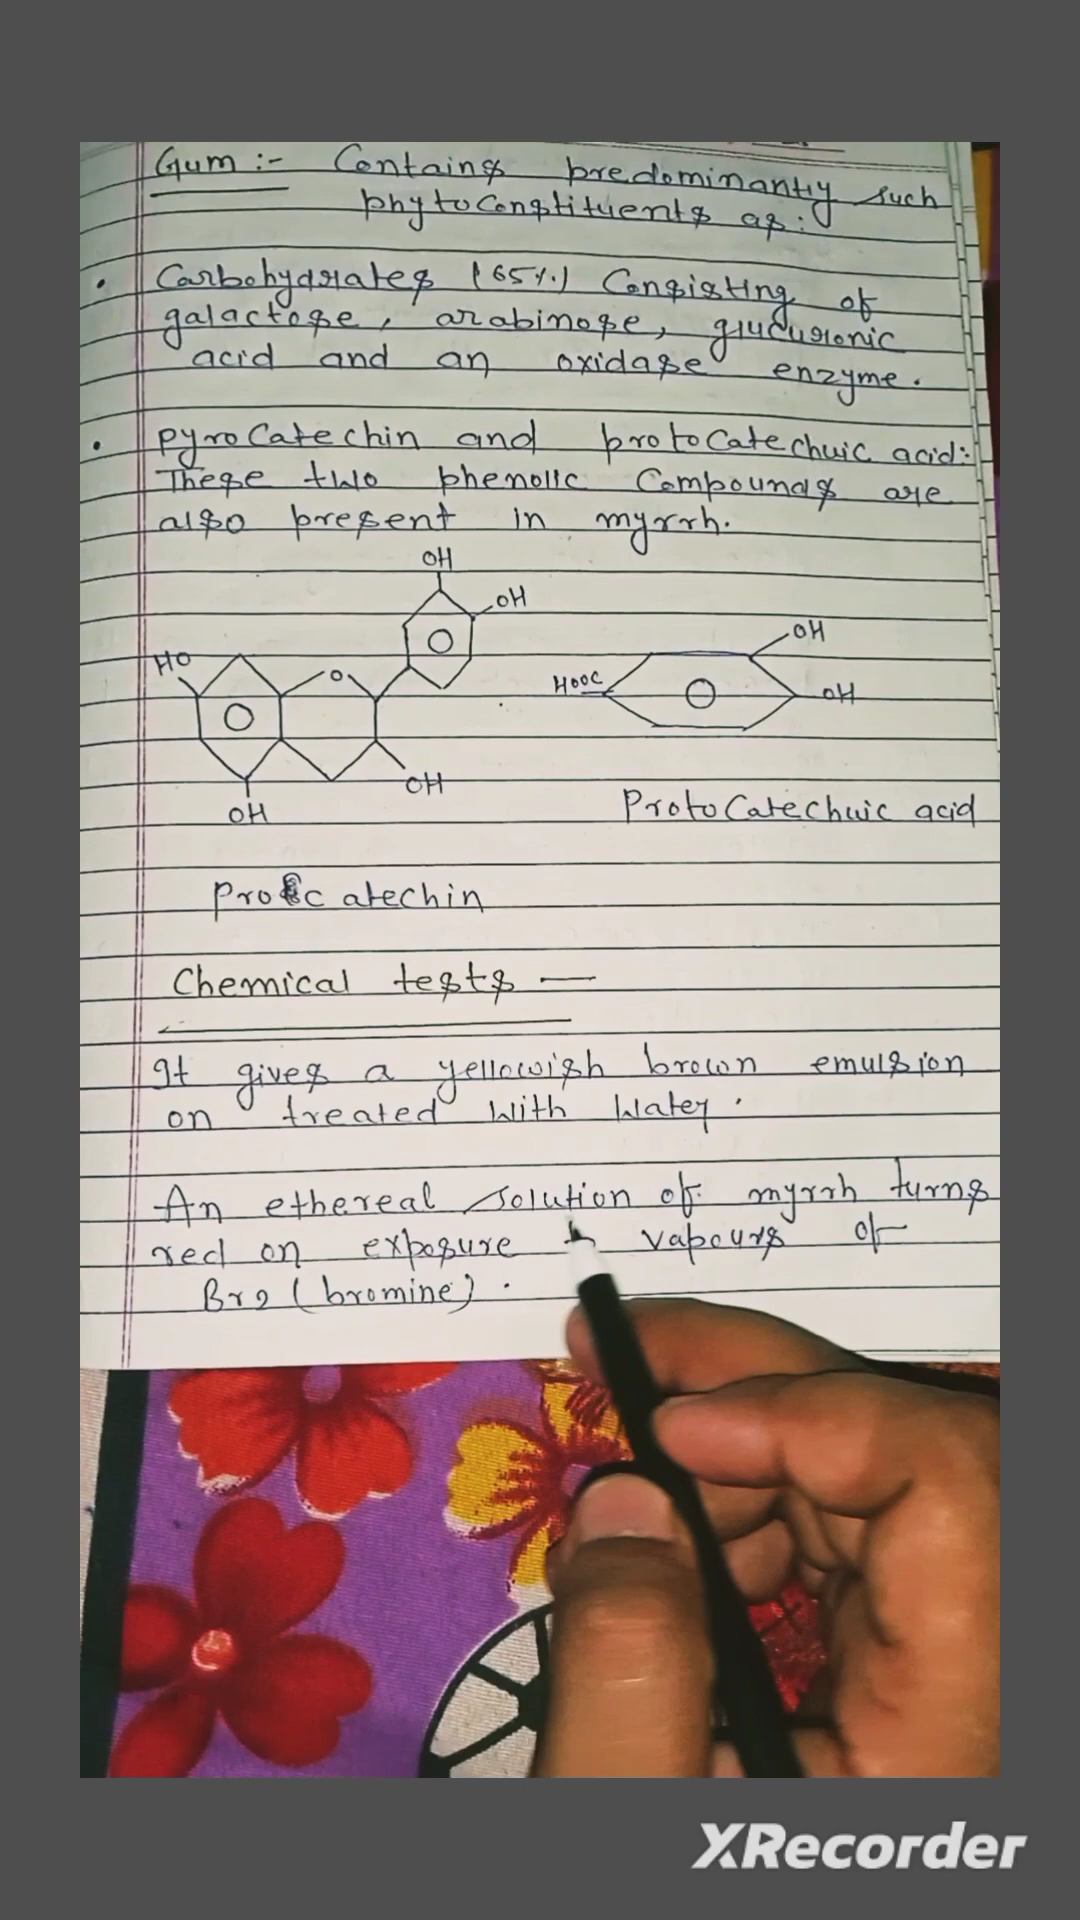 Gum :- Contains predominantly such
phytoconstituents as:
• Carbohydrates (65%) Consisting of
galactose, arabinose, glucuronic
acid and an oxidase enzyme.
• Pyrocatechin and protocatechuic acid:
These two phenolic Compounds are
also present in myrrh.
OH
OH
HO
O
OH
OH
HOOC
OH
OH
Protocatechuic acid
catechin
Chemical tests —
It gives a yellowish brown emulsion
on treated with water.
An ethereal solution of myrrh turns
red on exposure vapours of
Br2 (bromine).
XRecorder